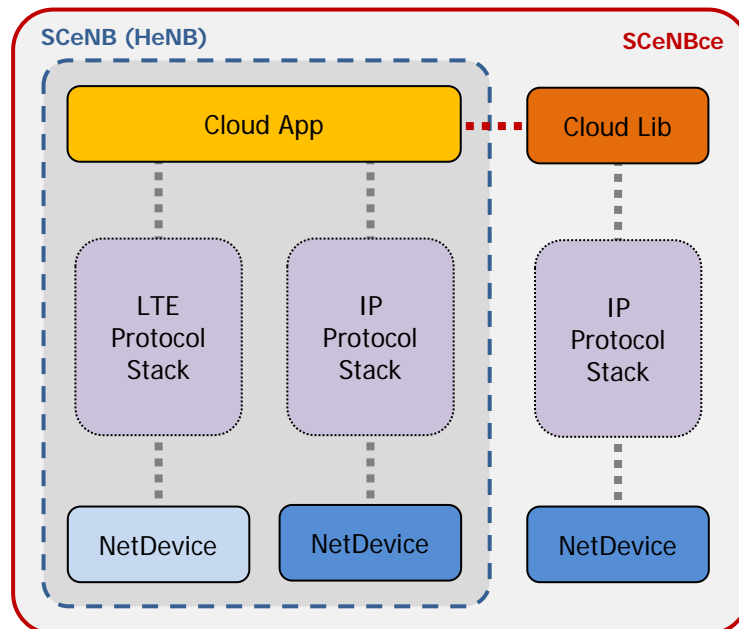 SCeNB (HeNB)
SCeNBce
Cloud App
Cloud Lib
LTE
Protocol
Stack
IP
Protocol
Stack
IP
Protocol
Stack
NetDevice
NetDevice
NetDevice